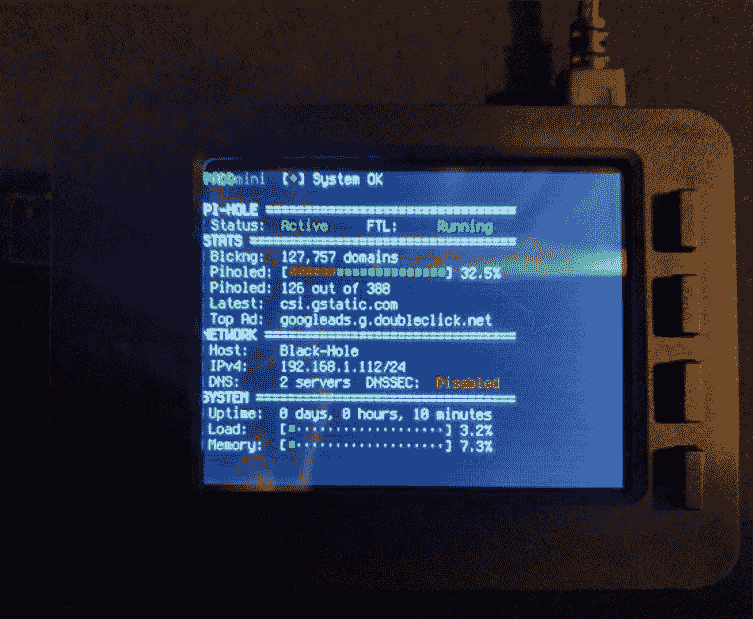 PADDmini [✦] System OK
PI-HOLE ================================
Status: Active FTL: Running
STATS ==================================
Blckng: 127,757 domains
Piholed: [■■■■■■■■■■■■■■■■■■■■] 32.5%
Piholed: 126 out of 388
Latest: csi.gstatic.com
Top Ad: googleads.g.doubleclick.net
NETWORK ================================
Host: Black-Hole
IPv4: 192.168.1.112/24
DNS: 2 servers DNSSEC: Disabled
SYSTEM =================================
Uptime: 0 days, 0 hours, 10 minutes
Load: [■···················] 3.2%
Memory: [■···················] 7.3%